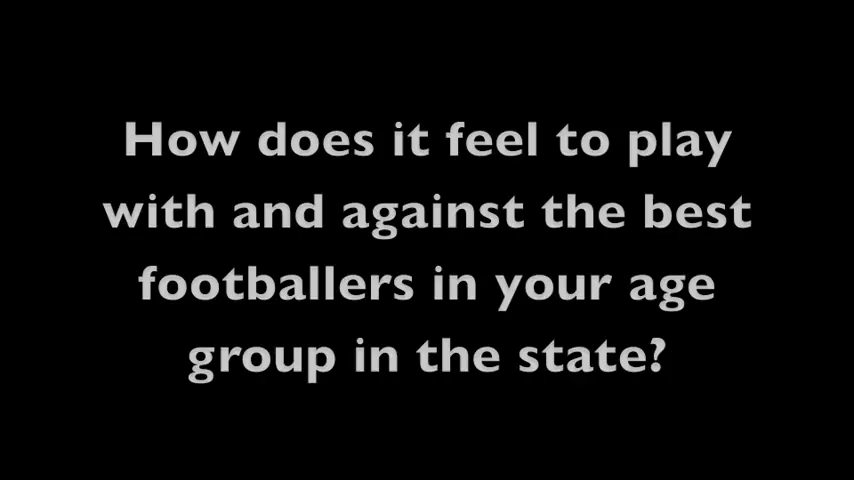 How does it feel to play
with and against the best
footballers in your age
group in the state?